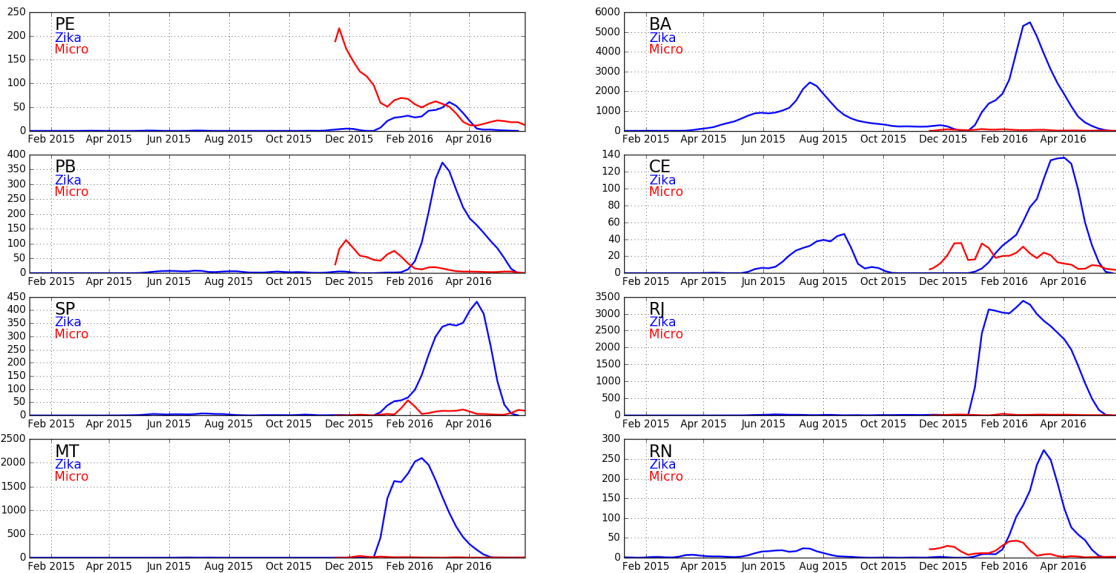 250
200
150
100
50
0
PE
Zika
Micro
Feb 2015 Apr 2015 Jun 2015 Aug 2015 Oct 2015 Dec 2015 Feb 2016 Apr 2016
6000
5000
4000
3000
2000
1000
0
BA
Zika
Micro
Feb 2015 Apr 2015 Jun 2015 Aug 2015 Oct 2015 Dec 2015 Feb 2016 Apr 2016
400
350
300
250
200
150
100
50
0
PB
Zika
Micro
Feb 2015 Apr 2015 Jun 2015 Aug 2015 Oct 2015 Dec 2015 Feb 2016 Apr 2016
140
120
100
80
60
40
20
0
CE
Zika
Micro
Feb 2015 Apr 2015 Jun 2015 Aug 2015 Oct 2015 Dec 2015 Feb 2016 Apr 2016
450
400
350
300
250
200
150
100
50
0
SP
Zika
Micro
Feb 2015 Apr 2015 Jun 2015 Aug 2015 Oct 2015 Dec 2015 Feb 2016 Apr 2016
3500
3000
2500
2000
1500
1000
500
0
RJ
Zika
Micro
Feb 2015 Apr 2015 Jun 2015 Aug 2015 Oct 2015 Dec 2015 Feb 2016 Apr 2016
2500
2000
1500
1000
500
0
MT
Zika
Micro
Feb 2015 Apr 2015 Jun 2015 Aug 2015 Oct 2015 Dec 2015 Feb 2016 Apr 2016
300
250
200
150
100
50
0
RN
Zika
Micro
Feb 2015 Apr 2015 Jun 2015 Aug 2015 Oct 2015 Dec 2015 Feb 2016 Apr 2016